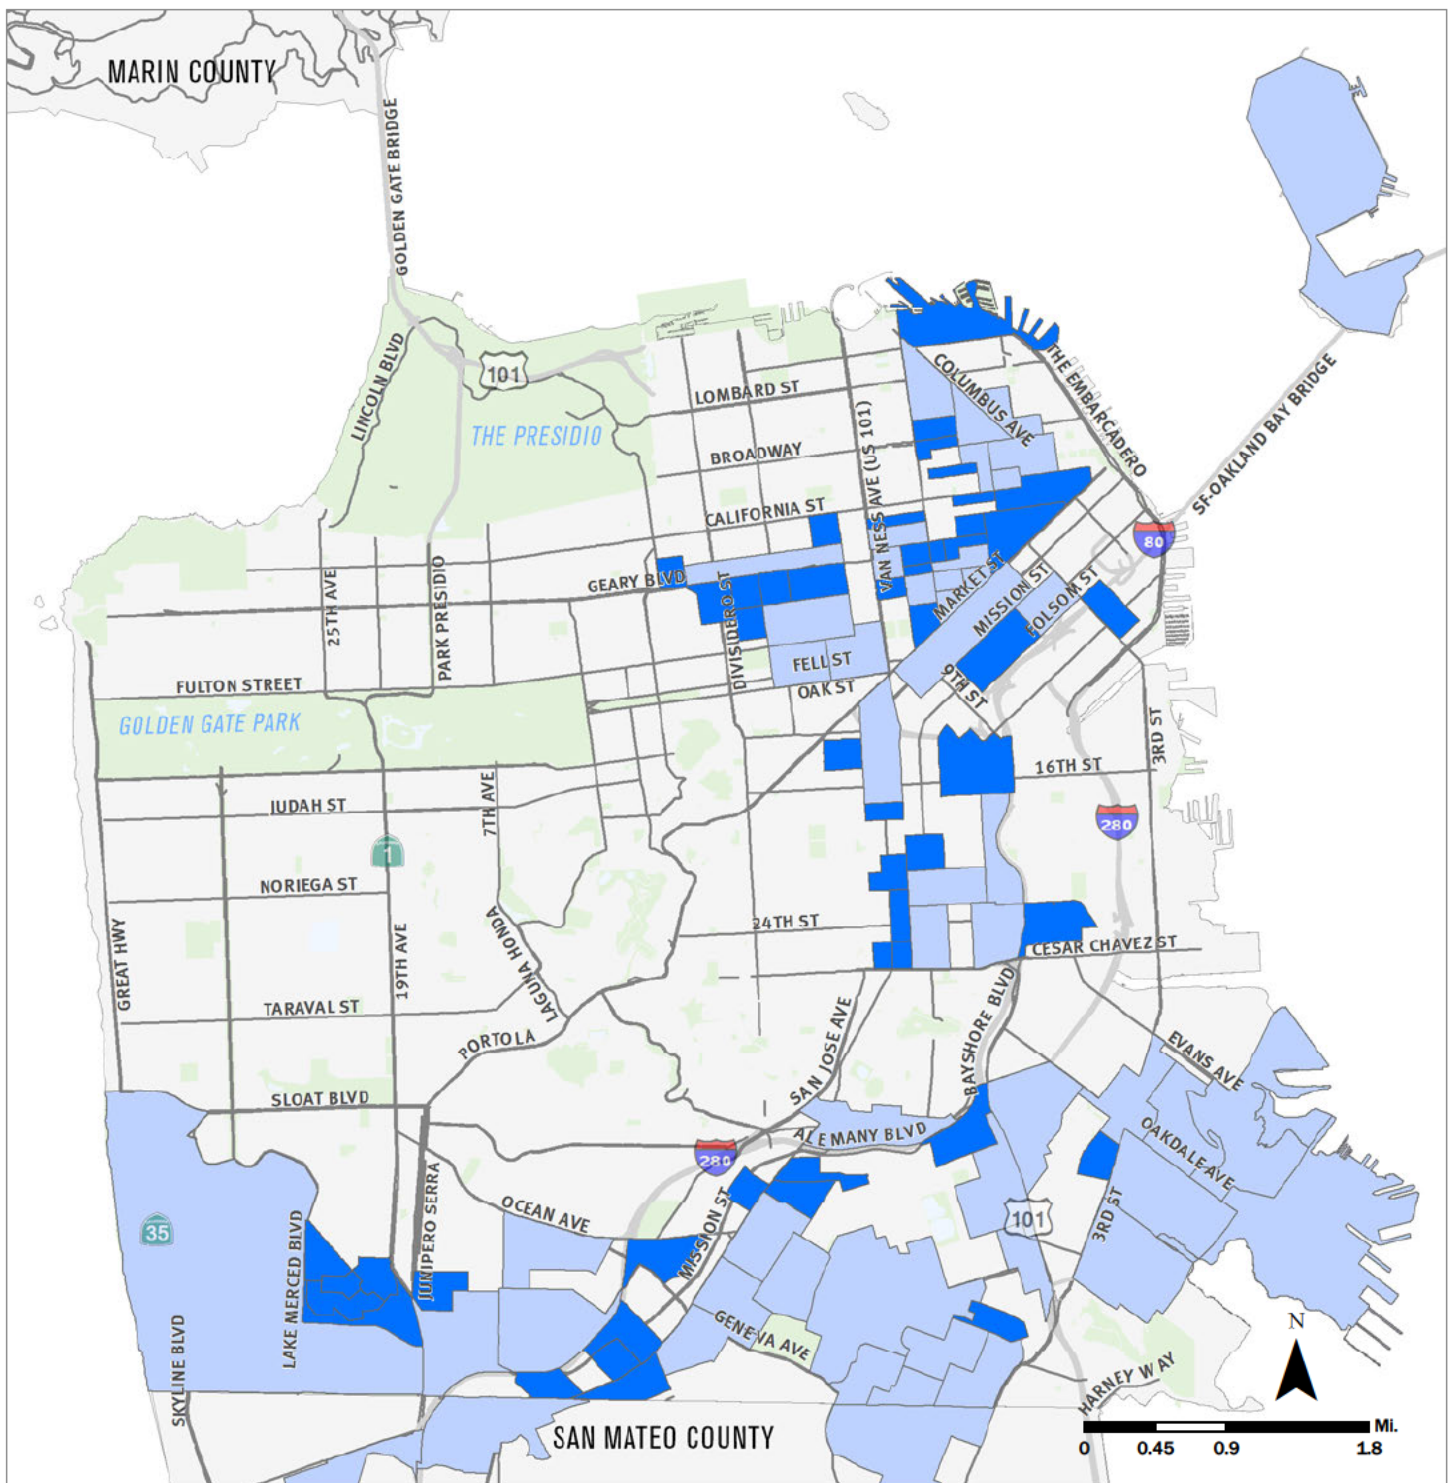 MARIN COUNTY
GOLDEN GATE BRIDGE
LINCOLN BLVD
101
THE PRESIDIO
LOMBARD ST
BROADWAY
CALIFORNIA ST
VAN NESS AVE (US 101)
COLUMBUS AVE
THE EMBARCADERO
SF-OAKLAND BAY BRIDGE
80
25TH AVE
PARK PRESIDIO
GEARY BLVD
DIVISIDERO ST
MARKET ST
MISSION ST
FOLSOM ST
FULTON STREET
FELL ST
OAK ST
9TH ST
GOLDEN GATE PARK
3RD ST
16TH ST
7TH AVE
JUDAH ST
280
1
NORIEGA ST
GREAT HWY
19TH AVE
LAGUNA HONDA
24TH ST
CESAR CHAVEZ ST
TARAVAL ST
PORTOLA
SAN JOSE AVE
BAYSHORE BLVD
EVANS AVE
SLOAT BLVD
ALEMANY BLVD
OAKDALE AVE
280
JUNIPERO SERRA
OCEAN AVE
MISSION ST
101
3RD ST
35
LAKE MERCED BLVD
SKYLINE BLVD
GENEVA AVE
HARNEY WAY
N
SAN MATEO COUNTY
Mi.
0 0.45 0.9 1.8